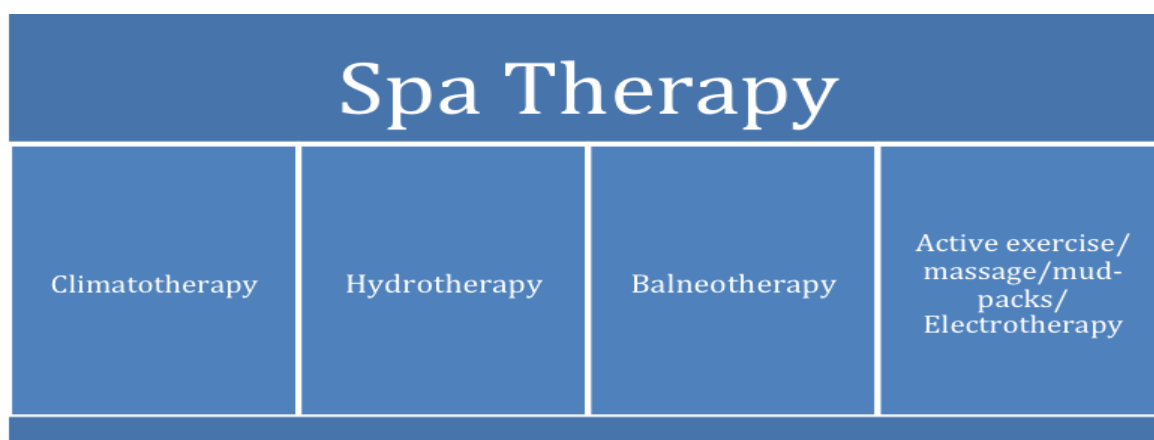 Spa Therapy
Climatotherapy
Hydrotherapy
Balneotherapy
Active exercise/
massage/mud-
packs/
Electrotherapy